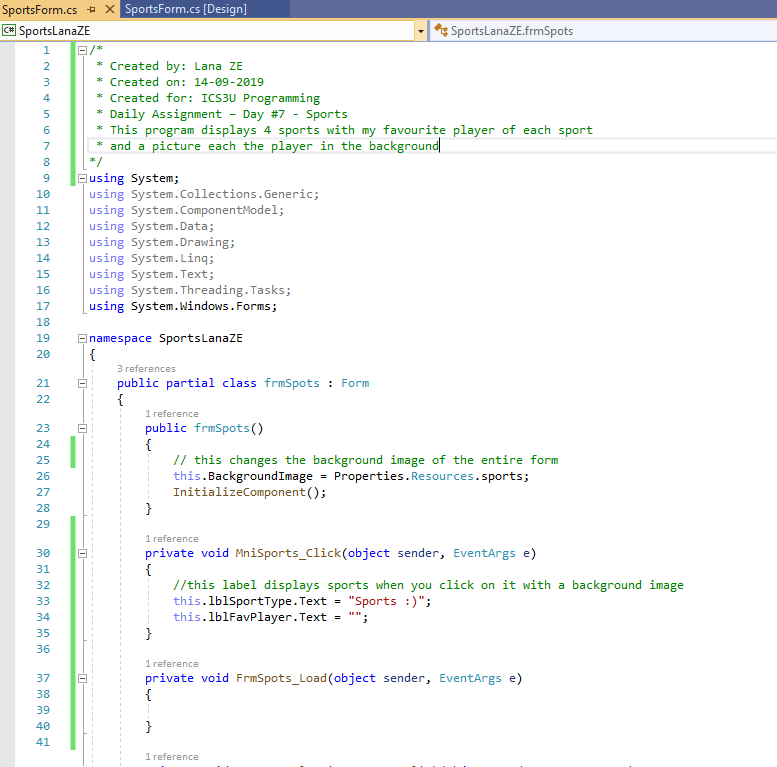 SportsForm.cs
SportsForm.cs [Design]
C# SportsLanaZE
SportsLanaZE.frmSpots
1 /*
2 * Created by: Lana ZE
3 * Created on: 14-09-2019
4 * Created for: ICS3U Programming
5 * Daily Assignment – Day #7 - Sports
6 * This program displays 4 sports with my favourite player of each sport
7 * and a picture each the player in the background
8 */
9 using System;
10 using System.Collections.Generic;
11 using System.ComponentModel;
12 using System.Data;
13 using System.Drawing;
14 using System.Linq;
15 using System.Text;
16 using System.Threading.Tasks;
17 using System.Windows.Forms;
18
19 namespace SportsLanaZE
20 {
3 references
21 public partial class frmSpots : Form
22 {
1 reference
23 public frmSpots()
24 {
25 // this changes the background image of the entire form
26 this.BackgroundImage = Properties.Resources.sports;
27 InitializeComponent();
28 }
29
1 reference
30 private void MniSports_Click(object sender, EventArgs e)
31 {
32 //this label displays sports when you click on it with a background image
33 this.lblSportType.Text = "Sports :)";
34 this.lblFavPlayer.Text = "";
35 }
36
1 reference
37 private void FrmSpots_Load(object sender, EventArgs e)
38 {
39
40 }
41
1 reference